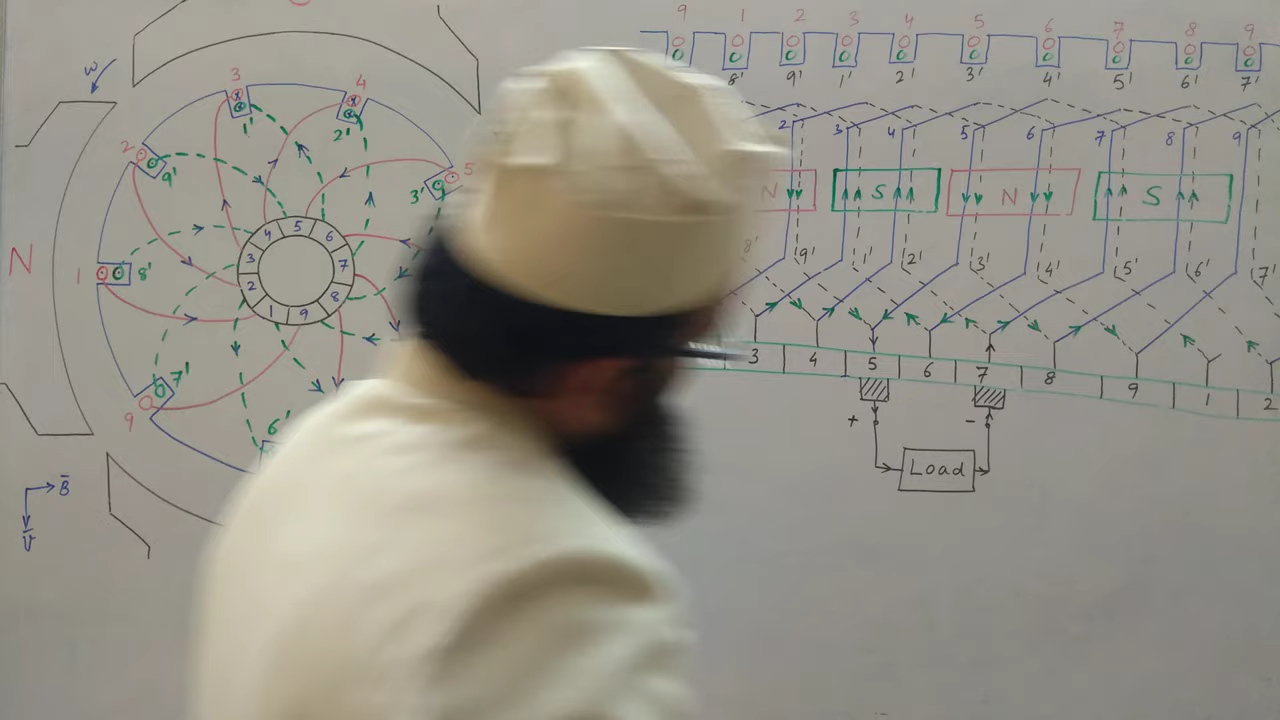 9 1 2 3 4 5 6 7 8 9
8' 9' 1' 2' 3' 4' 5' 6' 7'
2 3 4 5 6 7 8 9
N S N S
8' 9' 1' 2' 3' 4' 5' 6' 7'
3 4 5 6 7 8 9 1 2
+ -
Load
ω
3 4
1' 2'
2 9' 3' 5
N 1 8'
9 7'
6'
4 5 6
3 7
2 8
1 9
B̄
V̄